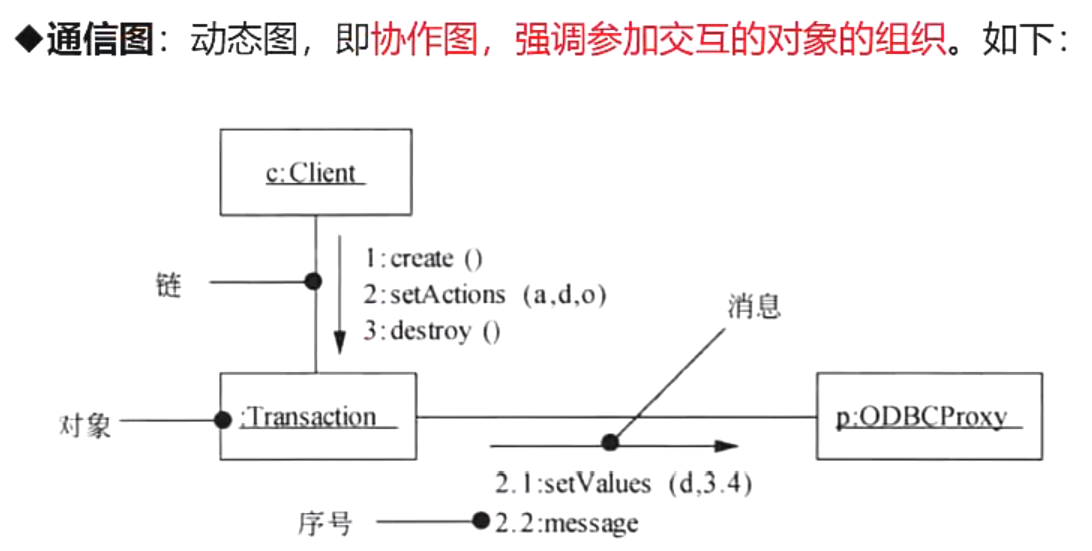 ◆通信图：动态图，即协作图，强调参加交互的对象的组织。如下：
c:Client
链
1:create ()
2:setActions (a,d,o)
3:destroy ()
消息
对象
:Transaction
p:ODBCProxy
2.1:setValues (d,3.4)
序号
2.2:message